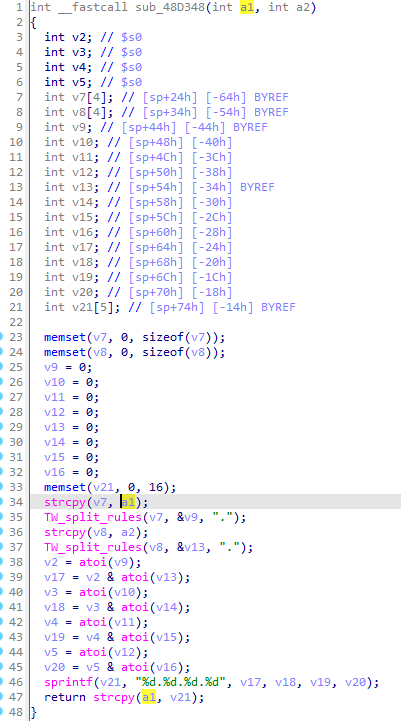 1 int __fastcall sub_48D348(int a1, int a2)
2 {
3 int v2; // $s0
4 int v3; // $s0
5 int v4; // $s0
6 int v5; // $s0
7 int v7[4]; // [sp+24h] [-64h] BYREF
8 int v8[4]; // [sp+34h] [-54h] BYREF
9 int v9; // [sp+44h] [-44h] BYREF
10 int v10; // [sp+48h] [-40h]
11 int v11; // [sp+4Ch] [-3Ch]
12 int v12; // [sp+50h] [-38h]
13 int v13; // [sp+54h] [-34h] BYREF
14 int v14; // [sp+58h] [-30h]
15 int v15; // [sp+5Ch] [-2Ch]
16 int v16; // [sp+60h] [-28h]
17 int v17; // [sp+64h] [-24h]
18 int v18; // [sp+68h] [-20h]
19 int v19; // [sp+6Ch] [-1Ch]
20 int v20; // [sp+70h] [-18h]
21 int v21[5]; // [sp+74h] [-14h] BYREF
22
23 memset(v7, 0, sizeof(v7));
24 memset(v8, 0, sizeof(v8));
25 v9 = 0;
26 v10 = 0;
27 v11 = 0;
28 v12 = 0;
29 v13 = 0;
30 v14 = 0;
31 v15 = 0;
32 v16 = 0;
33 memset(v21, 0, 16);
34 strcpy(v7, a1);
35 TW_split_rules(v7, &v9, ".");
36 strcpy(v8, a2);
37 TW_split_rules(v8, &v13, ".");
38 v2 = atoi(v9);
39 v17 = v2 & atoi(v13);
40 v3 = atoi(v10);
41 v18 = v3 & atoi(v14);
42 v4 = atoi(v11);
43 v19 = v4 & atoi(v15);
44 v5 = atoi(v12);
45 v20 = v5 & atoi(v16);
46 sprintf(v21, "%d.%d.%d.%d", v17, v18, v19, v20);
47 return strcpy(a1, v21);
48 }